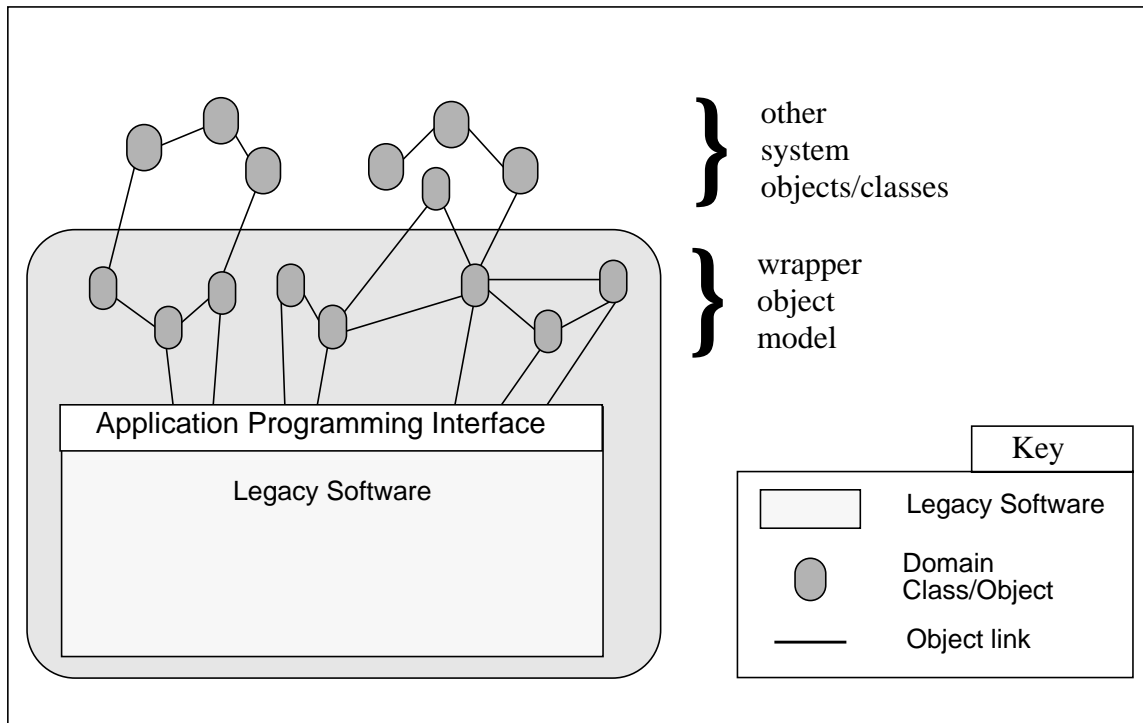 other
system
objects/classes
wrapper
object
model
Application Programming Interface
Legacy Software
Key
Legacy Software
Domain
Class/Object
Object link